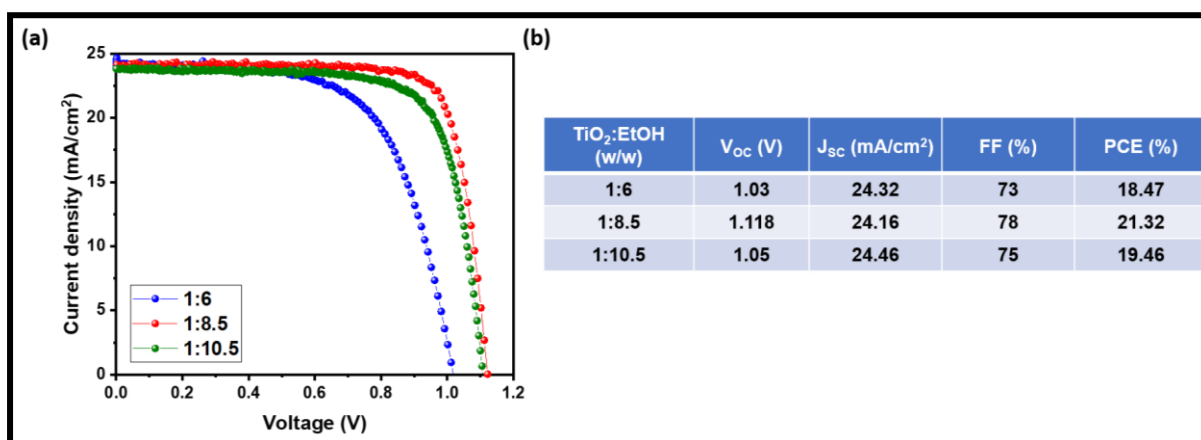 (a)
25
20
15
10
5
0
Current density (mA/cm²)
1:6
1:8.5
1:10.5
0.0 0.2 0.4 0.6 0.8 1.0 1.2
Voltage (V)
(b)
TiO₂:EtOH (w/w) V_OC (V) J_SC (mA/cm²) FF (%) PCE (%)
1:6 1.03 24.32 73 18.47
1:8.5 1.118 24.16 78 21.32
1:10.5 1.05 24.46 75 19.46